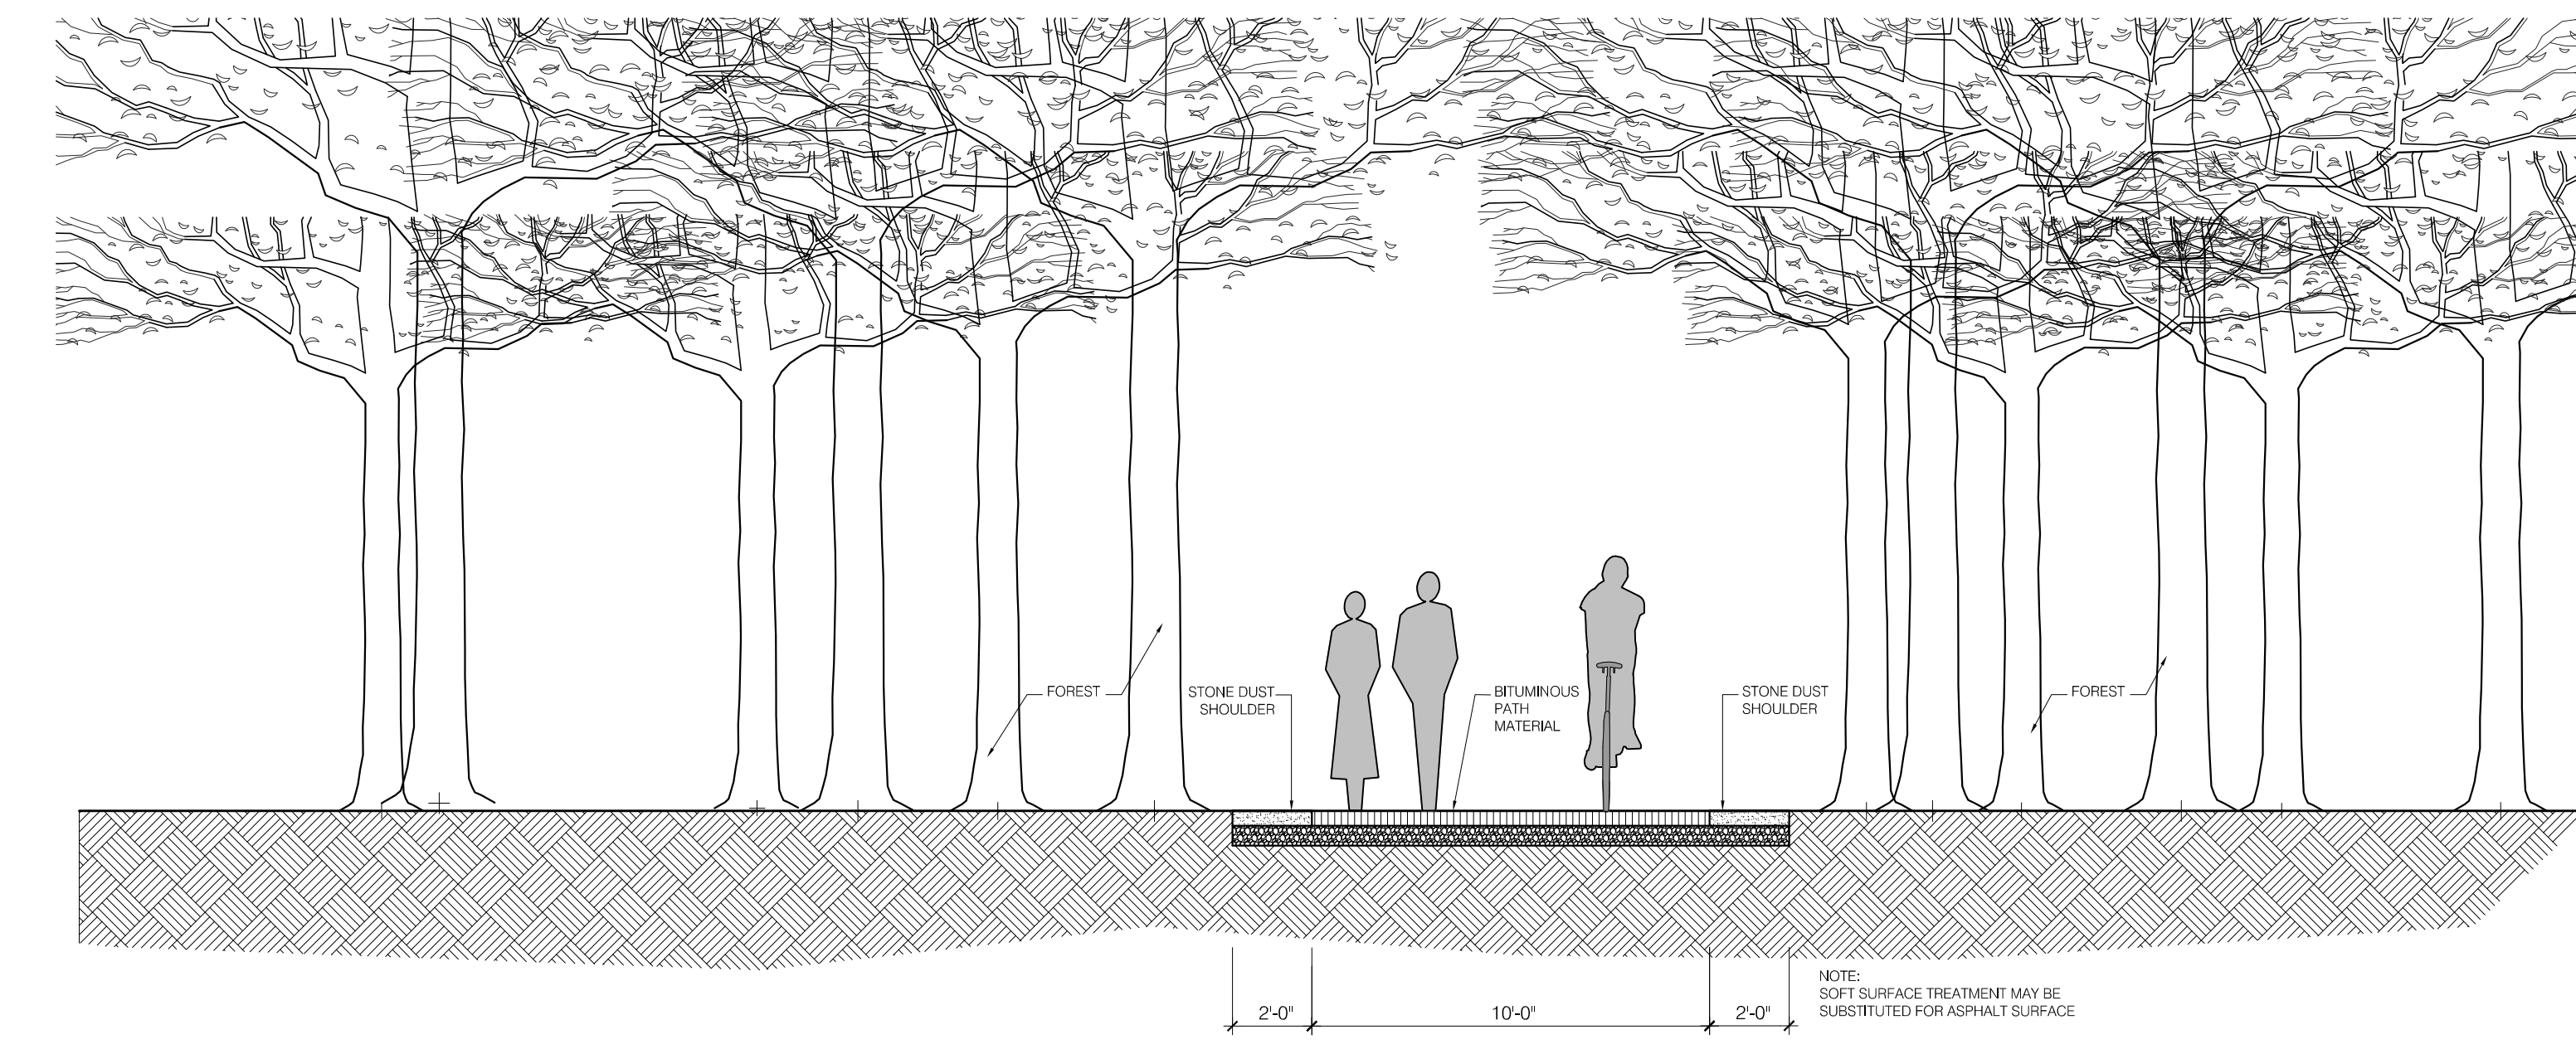 FOREST
STONE DUST
SHOULDER
BITUMINOUS
PATH
MATERIAL
STONE DUST
SHOULDER
FOREST
2'-0"
10'-0"
2'-0"
NOTE:
SOFT SURFACE TREATMENT MAY BE
SUBSTITUTED FOR ASPHALT SURFACE